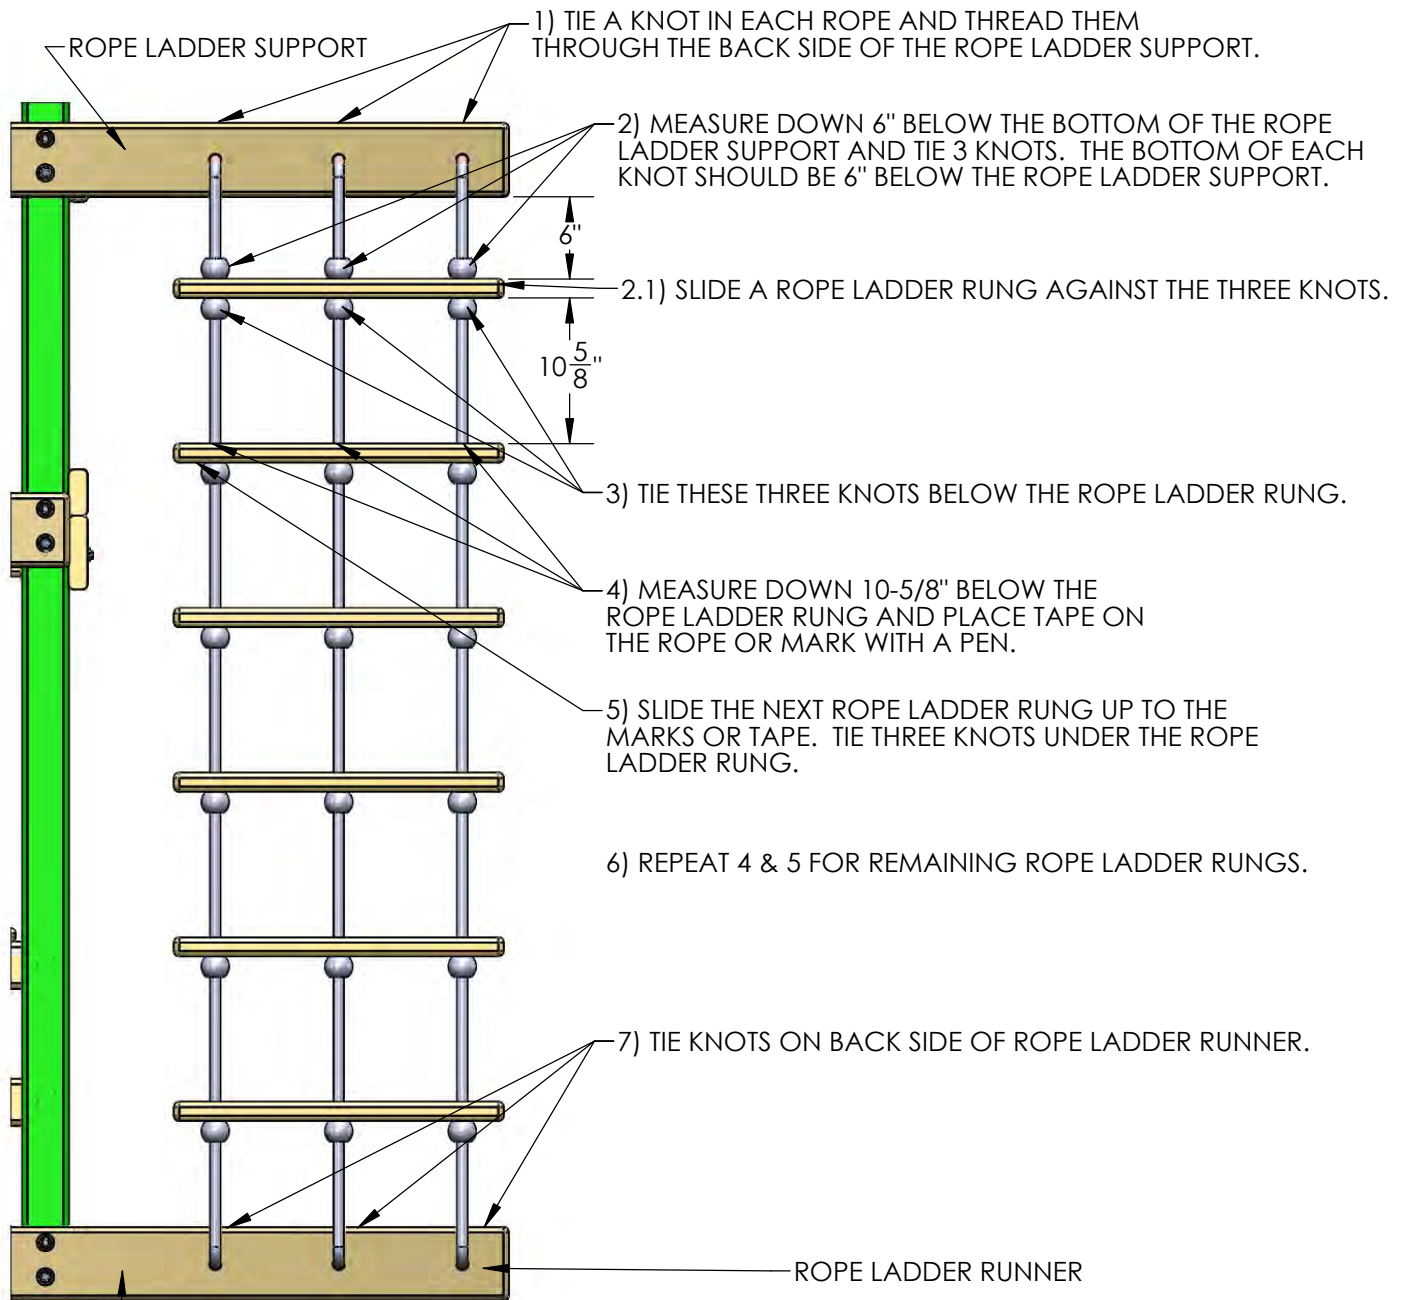 1) TIE A KNOT IN EACH ROPE AND THREAD THEM
THROUGH THE BACK SIDE OF THE ROPE LADDER SUPPORT.
ROPE LADDER SUPPORT
2) MEASURE DOWN 6" BELOW THE BOTTOM OF THE ROPE
LADDER SUPPORT AND TIE 3 KNOTS. THE BOTTOM OF EACH
KNOT SHOULD BE 6" BELOW THE ROPE LADDER SUPPORT.
6"
2.1) SLIDE A ROPE LADDER RUNG AGAINST THE THREE KNOTS.
10 5/8"
3) TIE THESE THREE KNOTS BELOW THE ROPE LADDER RUNG.
4) MEASURE DOWN 10-5/8" BELOW THE
ROPE LADDER RUNG AND PLACE TAPE ON
THE ROPE OR MARK WITH A PEN.
5) SLIDE THE NEXT ROPE LADDER RUNG UP TO THE
MARKS OR TAPE. TIE THREE KNOTS UNDER THE ROPE
LADDER RUNG.
6) REPEAT 4 & 5 FOR REMAINING ROPE LADDER RUNGS.
7) TIE KNOTS ON BACK SIDE OF ROPE LADDER RUNNER.
ROPE LADDER RUNNER